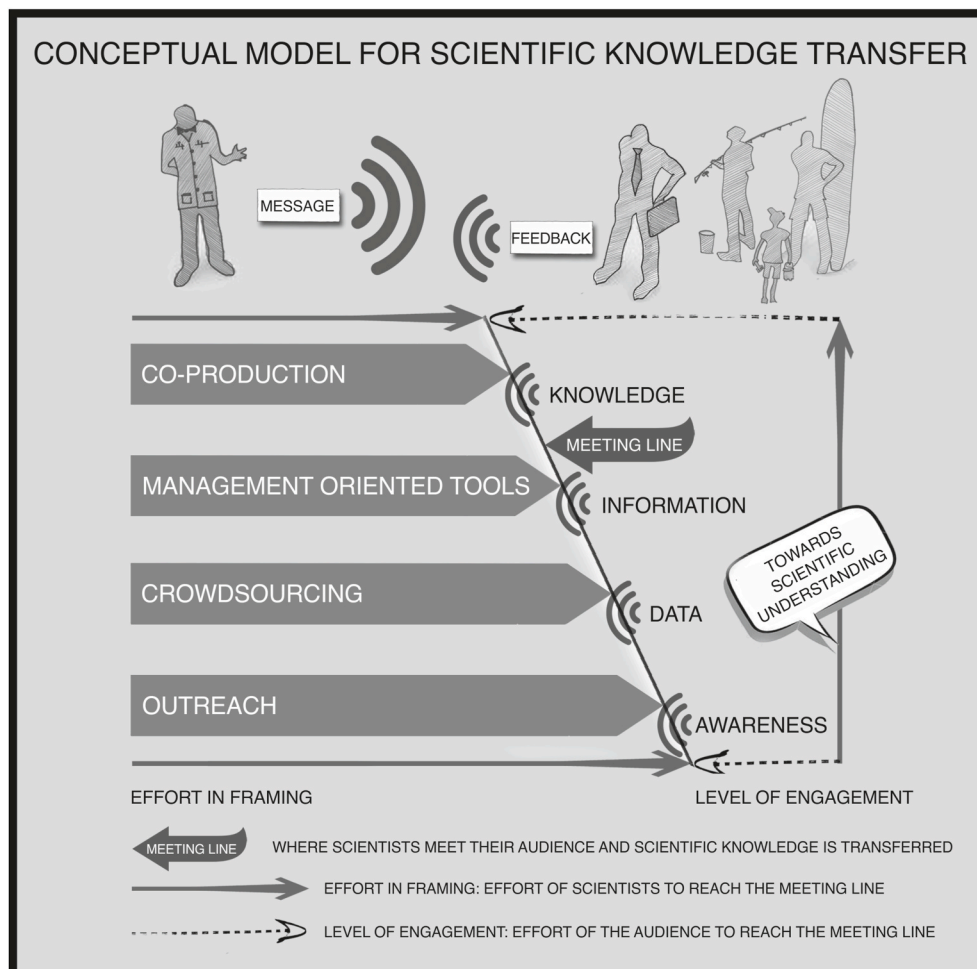 CONCEPTUAL MODEL FOR SCIENTIFIC KNOWLEDGE TRANSFER
MESSAGE
FEEDBACK
CO-PRODUCTION
KNOWLEDGE
MEETING LINE
MANAGEMENT ORIENTED TOOLS
INFORMATION
TOWARDS
SCIENTIFIC
UNDERSTANDING
CROWDSOURCING
DATA
OUTREACH
AWARENESS
EFFORT IN FRAMING
LEVEL OF ENGAGEMENT
MEETING LINE
WHERE SCIENTISTS MEET THEIR AUDIENCE AND SCIENTIFIC KNOWLEDGE IS TRANSFERRED
EFFORT IN FRAMING: EFFORT OF SCIENTISTS TO REACH THE MEETING LINE
LEVEL OF ENGAGEMENT: EFFORT OF THE AUDIENCE TO REACH THE MEETING LINE